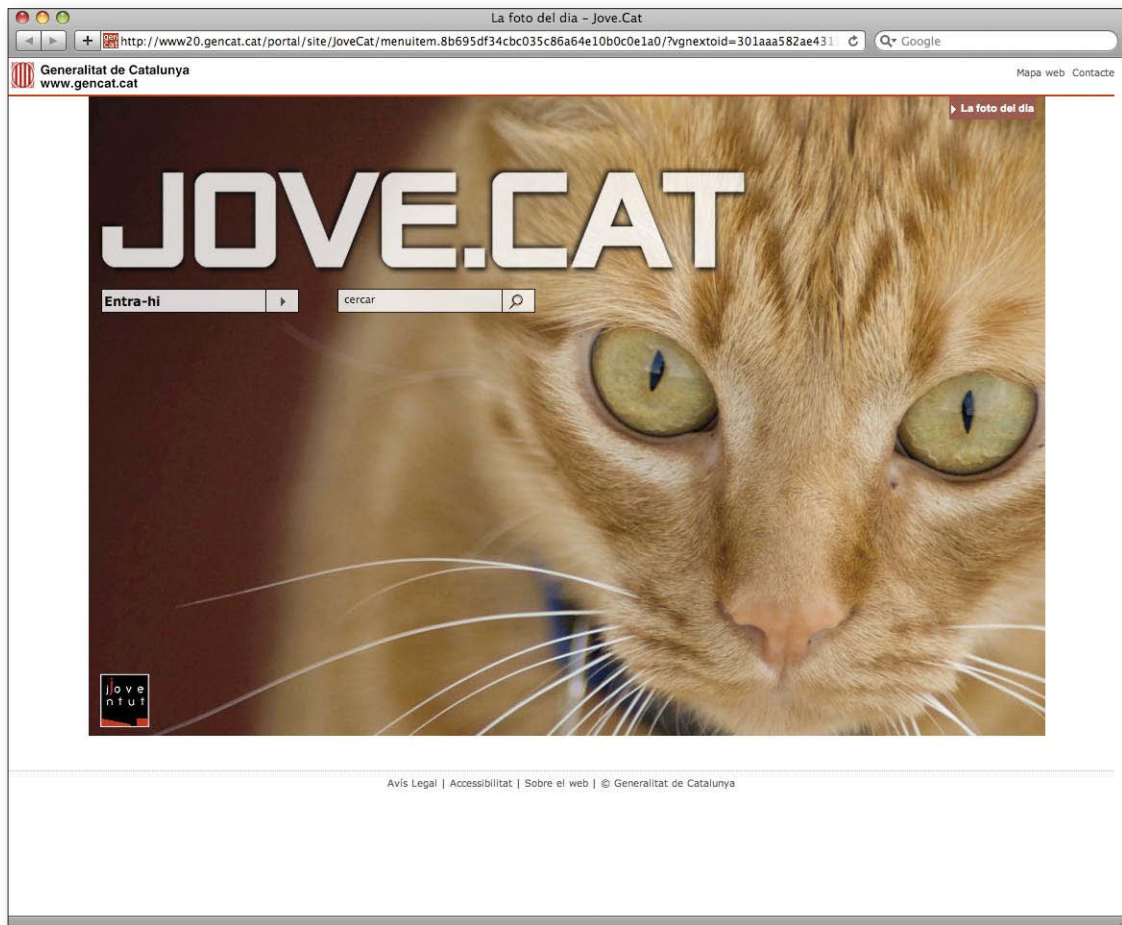 La foto del dia – Jove.Cat
http://www20.gencat.cat/portal/site/JoveCat/menuitem.8b695df34cbc035c86a64e10b0c0e1a0/?vgnextoid=301aaa582ae431
Google
Generalitat de Catalunya
www.gencat.cat
Mapa web Contacte
La foto del dia
JOVE.CAT
Entra-hi
cercar
jove
ntut
Avís Legal | Accessibilitat | Sobre el web | © Generalitat de Catalunya